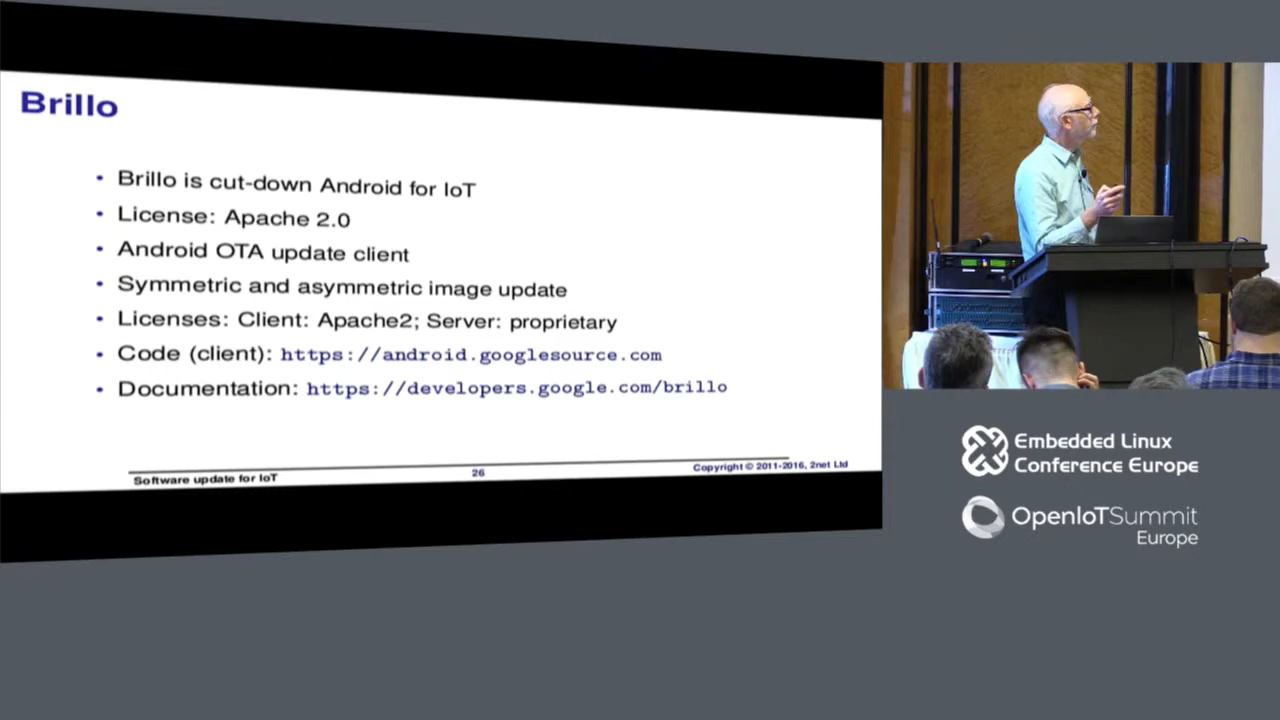 Brillo
• Brillo is cut-down Android for IoT
• License: Apache 2.0
• Android OTA update client
• Symmetric and asymmetric image update
• Licenses: Client: Apache2; Server: proprietary
• Code (client): https://android.googlesource.com
• Documentation: https://developers.google.com/brillo
Software update for IoT
26
Copyright © 2011-2016, 2net Ltd
Embedded Linux
Conference Europe
OpenIoTSummit
Europe